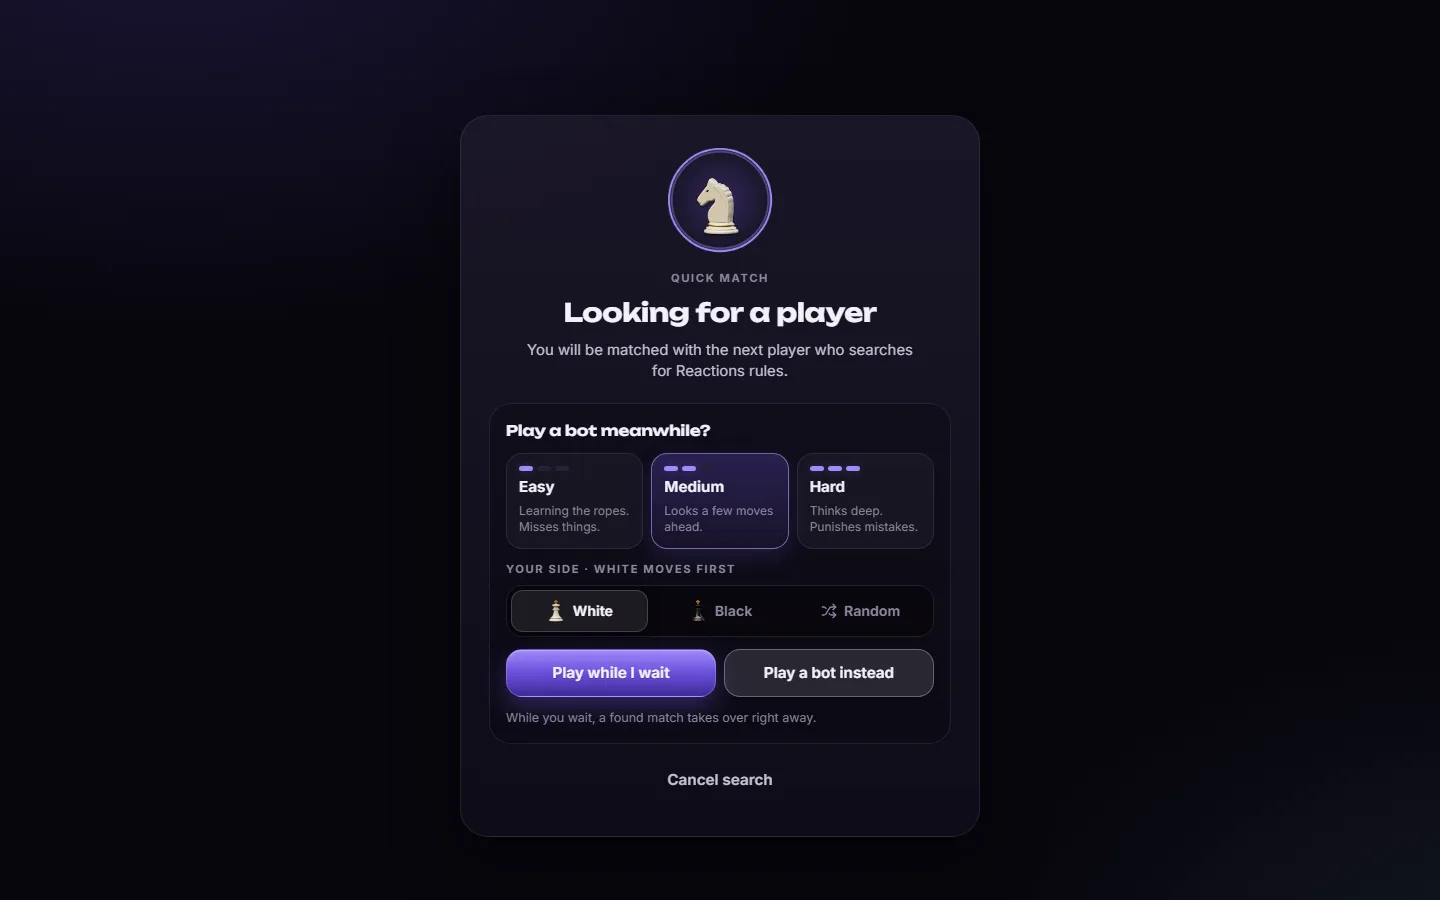 QUICK MATCH
Looking for a player
You will be matched with the next player who searches
for Reactions rules.
Play a bot meanwhile?
Easy
Learning the ropes.
Misses things.
Medium
Looks a few moves
ahead.
Hard
Thinks deep.
Punishes mistakes.
YOUR SIDE · WHITE MOVES FIRST
White
Black
Random
Play while I wait
Play a bot instead
While you wait, a found match takes over right away.
Cancel search